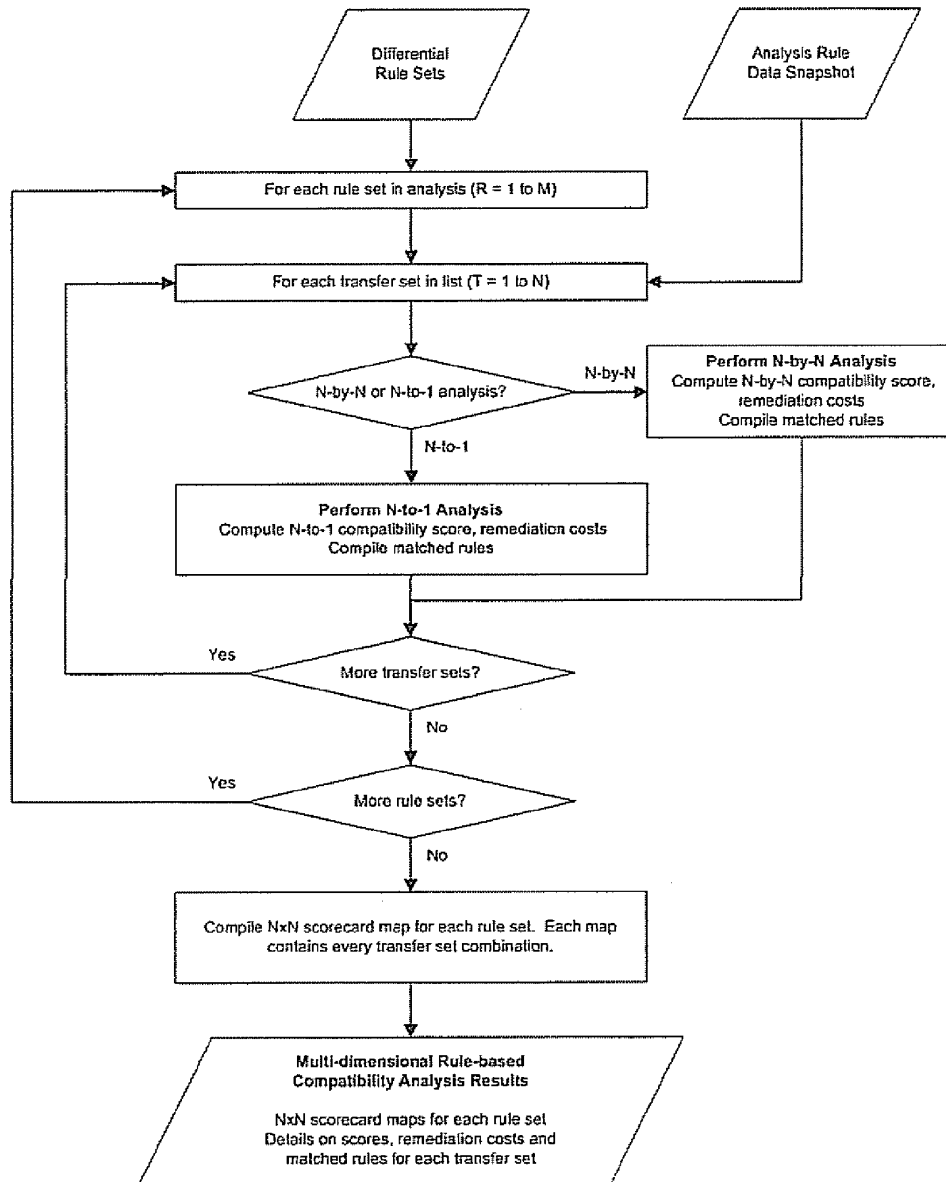 Differential
Rule Sets
Analysis Rule
Data Snapshot
For each rule set in analysis (R = 1 to M)
For each transfer set in list (T = 1 to N)
N-by-N or N-to-1 analysis?
N-by-N
Perform N-by-N Analysis
Compute N-by-N compatibility score,
remediation costs
Compile matched rules
N-to-1
Perform N-to-1 Analysis
Compute N-to-1 compatibility score, remediation costs
Compile matched rules
Yes
More transfer sets?
No
Yes
More rule sets?
No
Compile NxN scorecard map for each rule set.  Each map
contains every transfer set combination.
Multi-dimensional Rule-based
Compatibility Analysis Results
NxN scorecard maps for each rule set
Details on scores, remediation costs and
matched rules for each transfer set